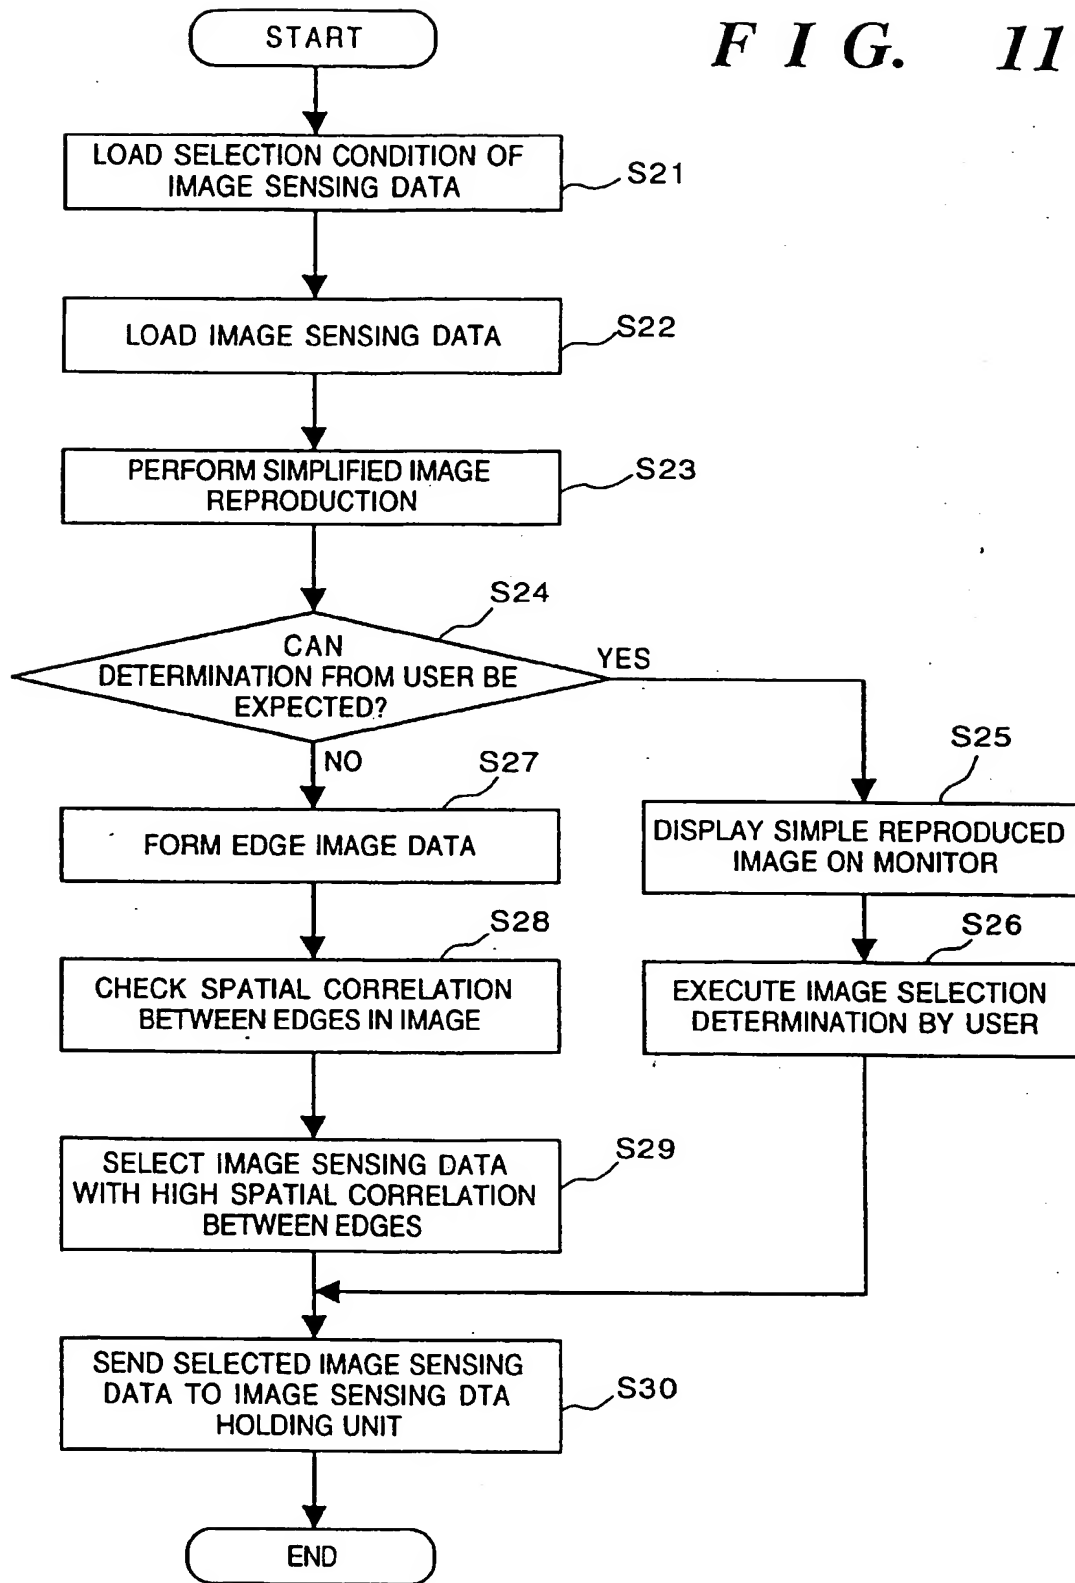 FIG. 11
START
LOAD SELECTION CONDITION OF
IMAGE SENSING DATA
S21
LOAD IMAGE SENSING DATA
S22
PERFORM SIMPLIFIED IMAGE
REPRODUCTION
S23
S24
CAN
DETERMINATION FROM USER BE
EXPECTED?
YES
NO
S25
DISPLAY SIMPLE REPRODUCED
IMAGE ON MONITOR
S26
EXECUTE IMAGE SELECTION
DETERMINATION BY USER
S27
FORM EDGE IMAGE DATA
S28
CHECK SPATIAL CORRELATION
BETWEEN EDGES IN IMAGE
SELECT IMAGE SENSING DATA
WITH HIGH SPATIAL CORRELATION
BETWEEN EDGES
S29
SEND SELECTED IMAGE SENSING
DATA TO IMAGE SENSING DTA
HOLDING UNIT
S30
END